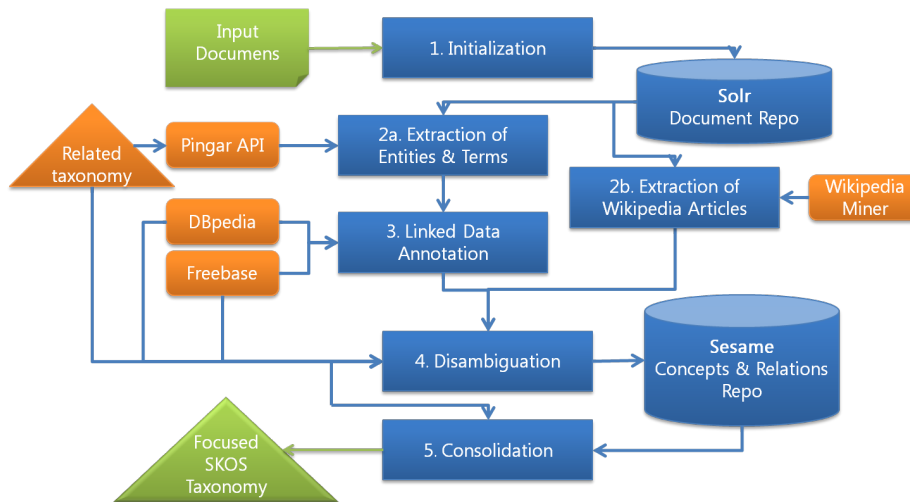 Input
Documens
1. Initialization
Solr
Document Repo
Related
taxonomy
Pingar API
2a. Extraction of
Entities & Terms
2b. Extraction of
Wikipedia Articles
Wikipedia
Miner
DBpedia
Freebase
3. Linked Data
Annotation
4. Disambiguation
Sesame
Concepts & Relations
Repo
Focused
SKOS
Taxonomy
5. Consolidation